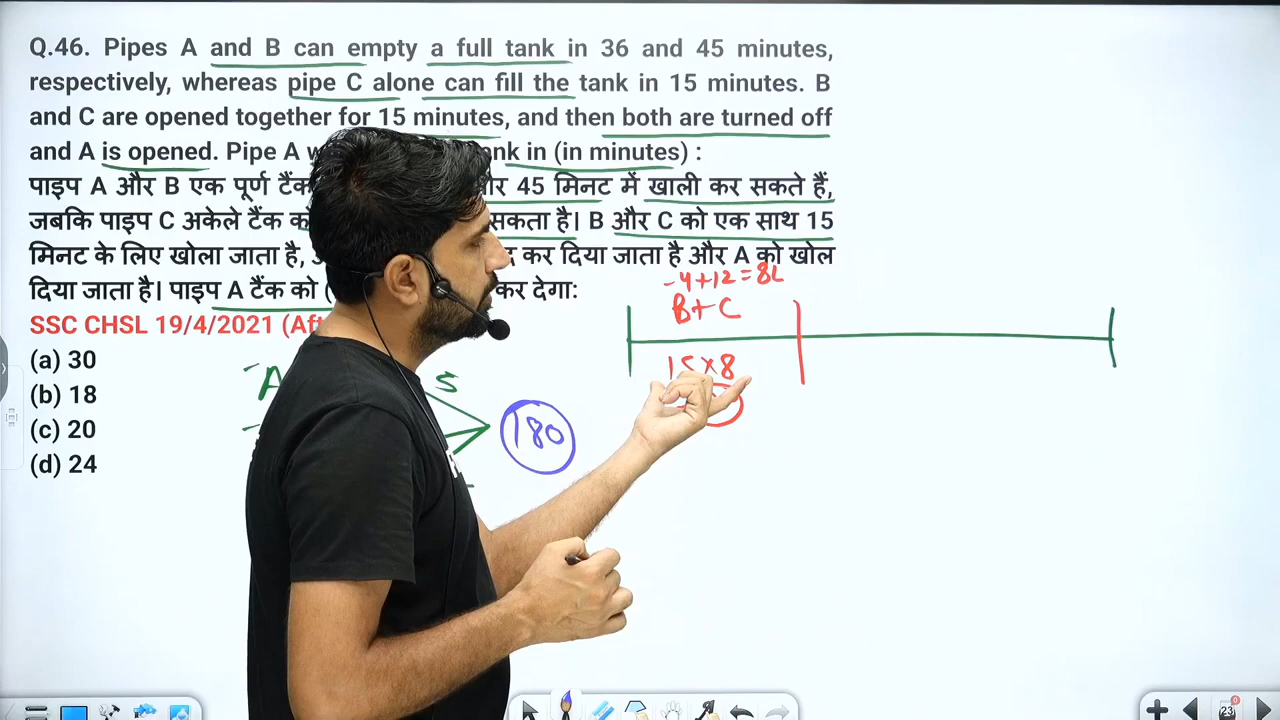 Q.46. Pipes A and B can empty a full tank in 36 and 45 minutes,
respectively, whereas pipe C alone can fill the tank in 15 minutes. B
and C are opened together for 15 minutes, and then both are turned off
and A is opened. Pipe A nk in (in minutes) :
पाइप A और B एक पूर्ण टैंक 45 मिनट में खाली कर सकते हैं,
जबकि पाइप C अकेले टैंक सकता है। B और C को एक साथ 15
मिनट के लिए खोला जाता है, कर दिया जाता है और A को खोल
दिया जाता है। पाइप A टैंक को ( कर देगा:
-4+12=8L
B+C
SSC CHSL 19/4/2021 (Af
(a) 30
15×8
(b) 18
A 5
180
(c) 20
(d) 24
23